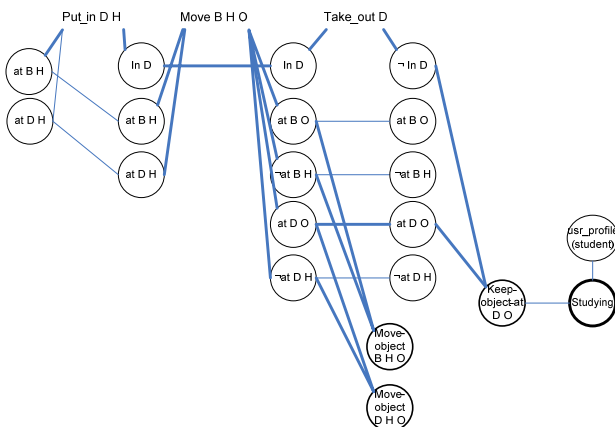 Put_in D H
Move B H O
Take_out D
at B H
In D
In D
¬ In D
at D H
at B H
at B O
at B O
at D H
¬at B H
¬at B H
at D O
at D O
¬at D H
¬at D H
usr_profile
(student)
Keep-
object-at
D O
Studying
Move-
object
B H O
Move-
object
D H O